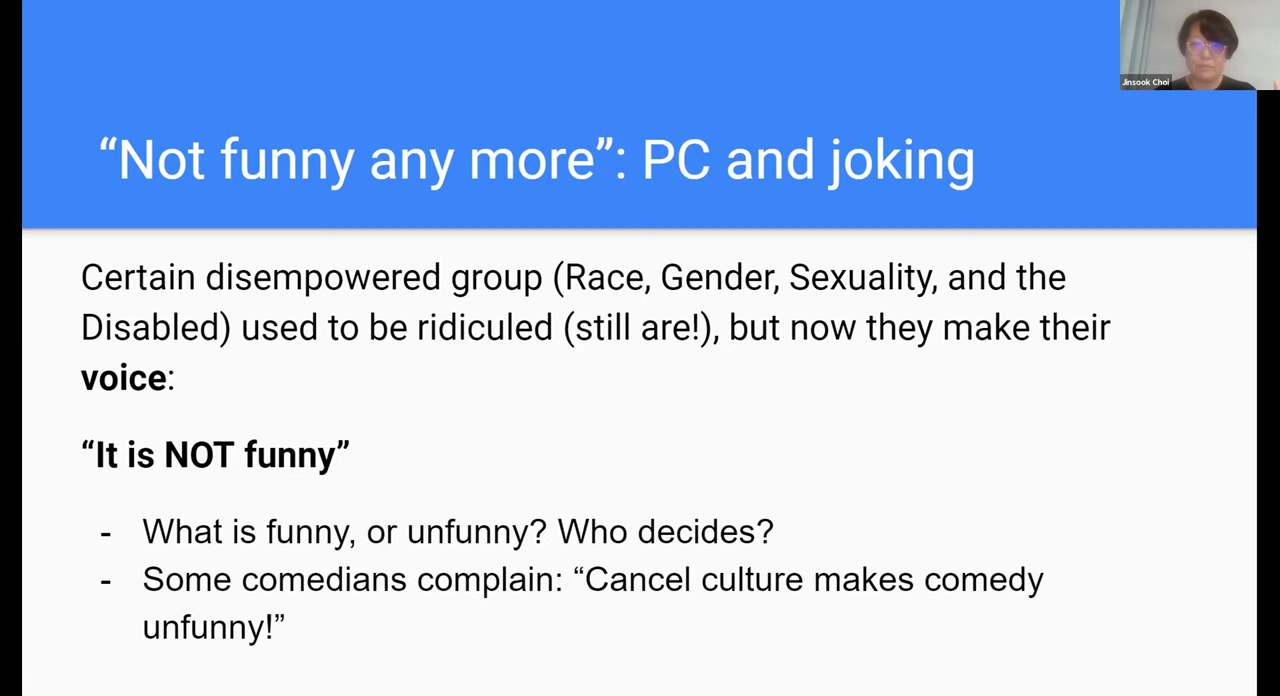 Jinsook Choi
“Not funny any more”: PC and joking
Certain disempowered group (Race, Gender, Sexuality, and the
Disabled) used to be ridiculed (still are!), but now they make their
voice:
“It is NOT funny”
- What is funny, or unfunny? Who decides?
- Some comedians complain: “Cancel culture makes comedy
unfunny!”